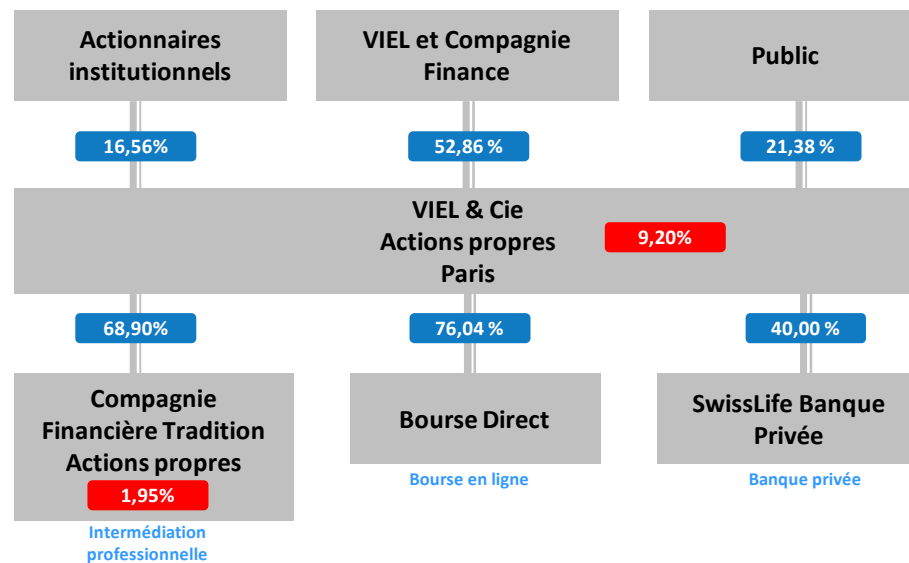 Actionnaires
institutionnels
VIEL et Compagnie
Finance
Public
16,56%
52,86 %
21,38 %
VIEL & Cie
Actions propres
Paris
9,20%
68,90%
76,04 %
40,00 %
Compagnie
Financière Tradition
Actions propres
1,95%
Bourse Direct
SwissLife Banque
Privée
Intermédiation
professionnelle
Bourse en ligne
Banque privée